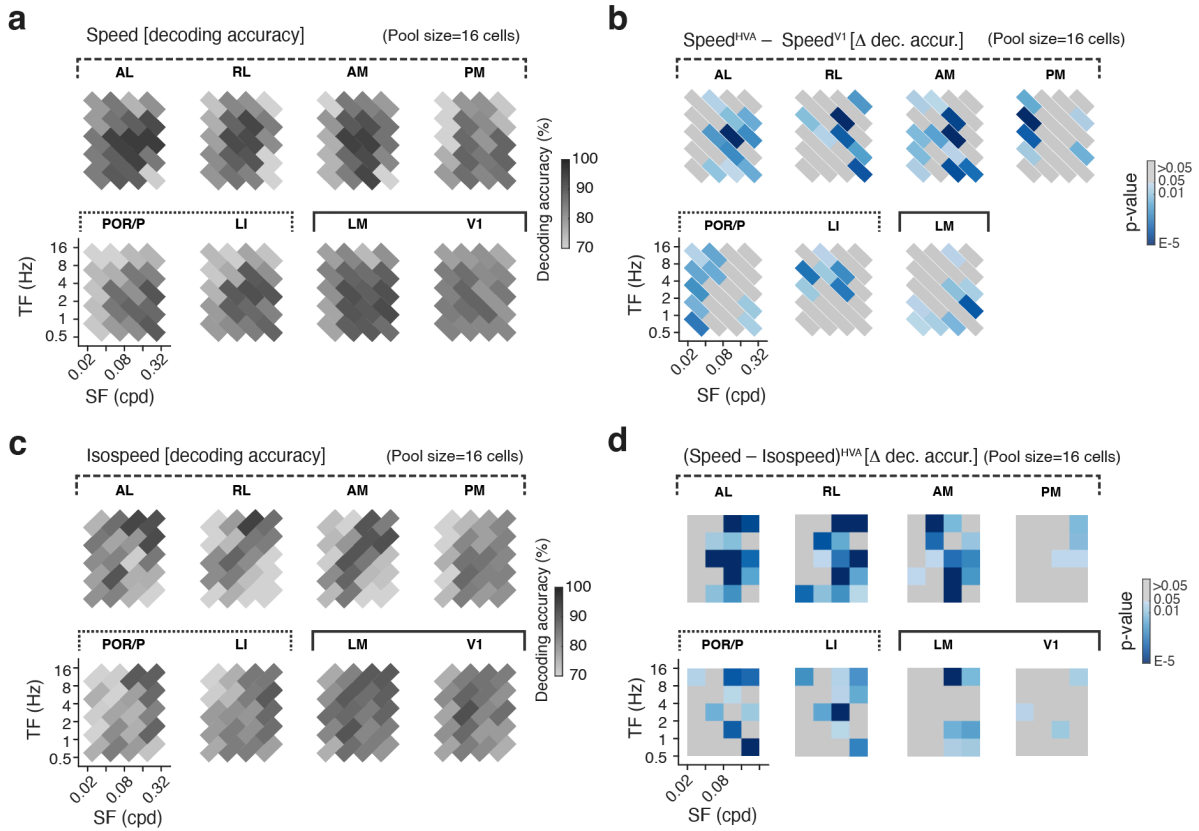 a
Speed [decoding accuracy]
(Pool size=16 cells)
AL RL AM PM
POR/P LI LM V1
TF (Hz)
16
8
4
2
1
0.5
0.02 0.08 0.32
SF (cpd)
Decoding accuracy (%)
100
90
80
70
b
Speed^HVA – Speed^V1 [Δ dec. accur.]
(Pool size=16 cells)
AL RL AM PM
POR/P LI LM
TF (Hz)
16
8
4
2
1
0.5
0.02 0.08 0.32
SF (cpd)
p-value
>0.05
0.05
0.01
E-5
c
Isospeed [decoding accuracy]
(Pool size=16 cells)
AL RL AM PM
POR/P LI LM V1
TF (Hz)
16
8
4
2
1
0.5
0.02 0.08 0.32
SF (cpd)
Decoding accuracy (%)
100
90
80
70
d
(Speed – Isospeed)^HVA [Δ dec. accur.] (Pool size=16 cells)
AL RL AM PM
POR/P LI LM V1
TF (Hz)
16
8
4
2
1
0.5
0.02 0.08
SF (cpd)
p-value
>0.05
0.05
0.01
E-5